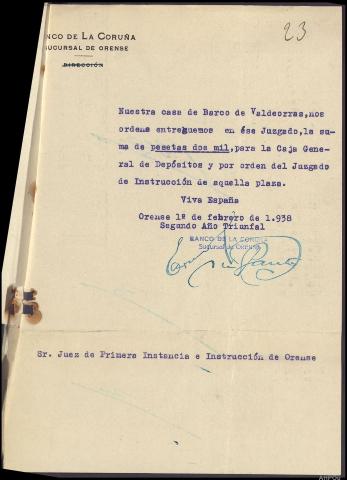 23
NCO DE LA CORUÑA
SUCURSAL DE ORENSE
DIRECCIÓN
Nuestra casa de Barco de Valdeorras,nos
ordena entreguemos en ése Juzgado,la su-
ma de pesetas dos mil,para la Caja Gene-
ral de Depósitos y por orden del Juzgado
de Instrucción de aquella plaza.
Viva España
Orense 1º de febrero de 1.938
Segundo Año Triunfal
BANCO DE LA CORUÑA
Sucursal de ORENSE
Sr. Juez de Primera Instancia e Instrucción de Orense